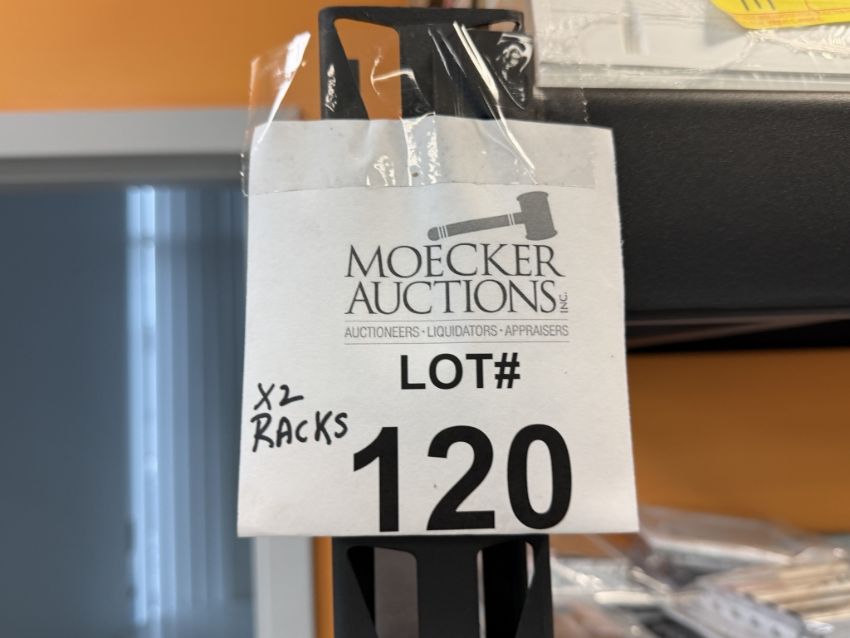 MOECKER
AUCTIONS INC.
AUCTIONEERS · LIQUIDATORS · APPRAISERS
LOT#
X2
RACKS
120